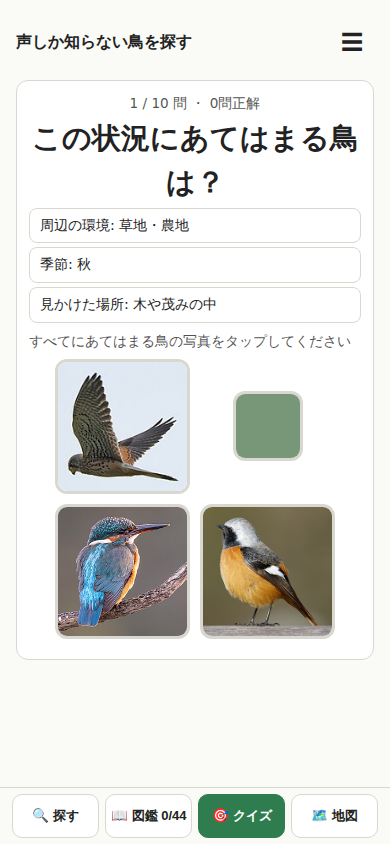 声しか知らない鳥を探す
1 / 10 問 ・ 0問正解
この状況にあてはまる鳥
は？
周辺の環境: 草地・農地
季節: 秋
見かけた場所: 木や茂みの中
すべてにあてはまる鳥の写真をタップしてください
探す
図鑑 0/44
クイズ
地図